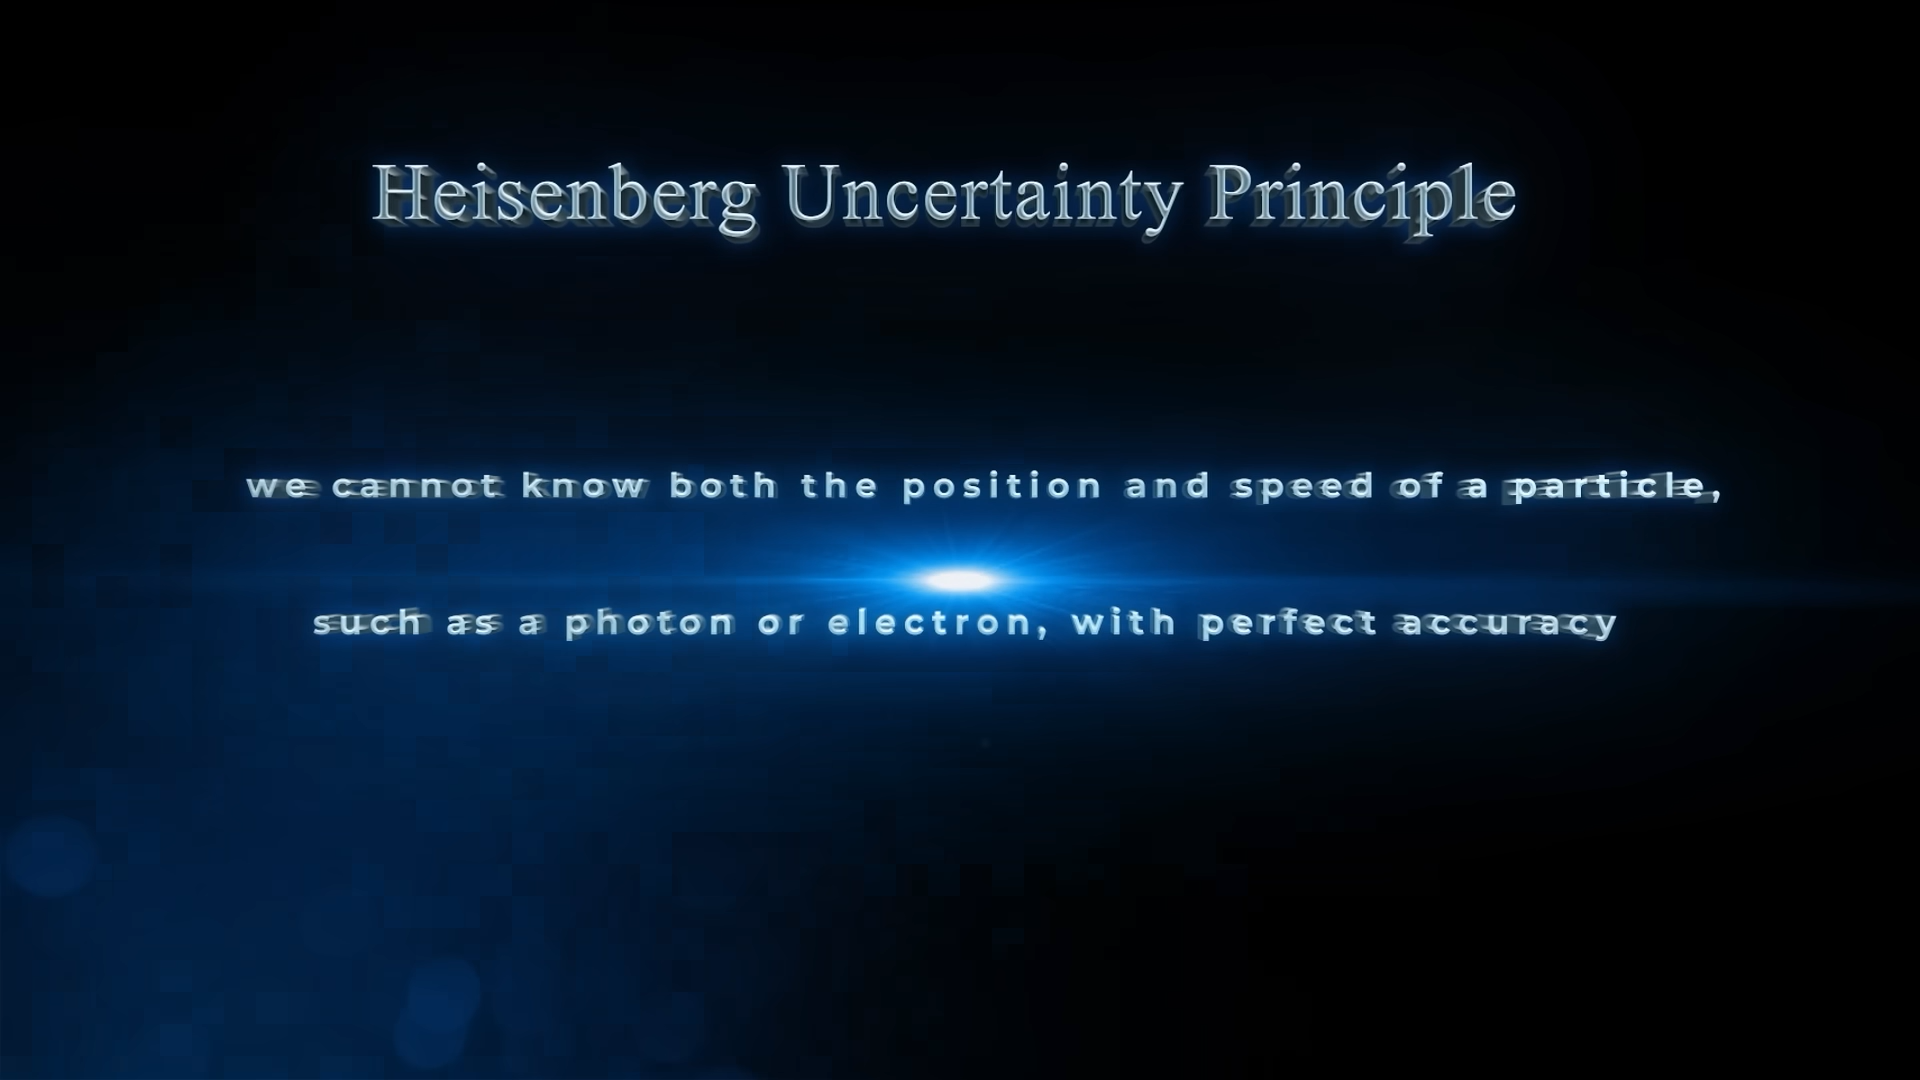 Heisenberg Uncertainty Principle
we cannot know both the position and speed of a particle,
such as a photon or electron, with perfect accuracy